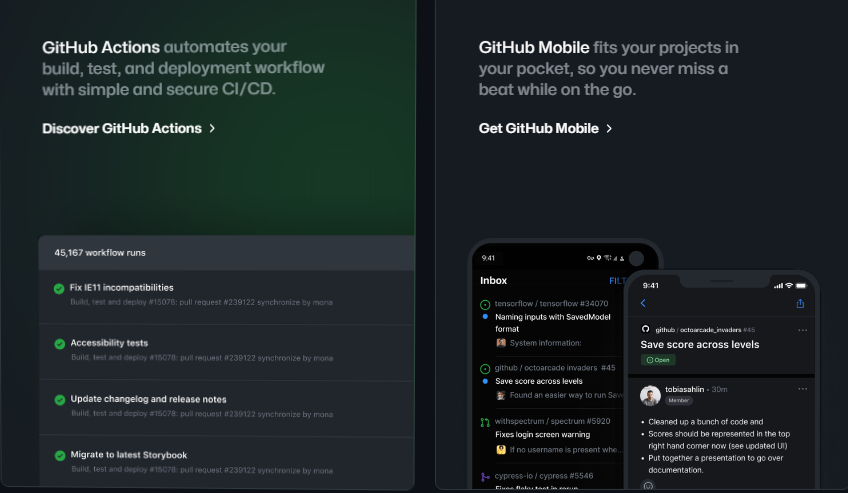 GitHub Actions automates your
build, test, and deployment workflow
with simple and secure CI/CD.
Discover GitHub Actions
45,167 workflow runs
Fix IE11 incompatibilities
Build, test and deploy #15078: pull request #239122 synchronize by mona
Accessibility tests
Build, test and deploy #15078: pull request #239122 synchronize by mona
Update changelog and release notes
Build, test and deploy #15078: pull request #239122 synchronize by mona
Migrate to latest Storybook
Build, test and deploy #15078: pull request #239122 synchronize by mona
GitHub Mobile fits your projects in
your pocket, so you never miss a
beat while on the go.
Get GitHub Mobile
9:41
Inbox FILT
tensorflow / tensorflow #34070
Naming inputs with SavedModel
format
System information:
github / octoarcade invaders #45
Save score across levels
Found an easier way to run Sav
withspectrum / spectrum #5920
Fixes login screen warning
If no username is present whe...
cypress-io / cypress #5546
Fixes flaky test in rerun
9:41
github / octoarcade_invaders #45
Save score across levels
Open
tobiasahlin • 30m
Member
• Cleaned up a bunch of code and
• Scores should be represented in the top
right hand corner now (see updated UI)
• Put together a presentation to go over
documentation.